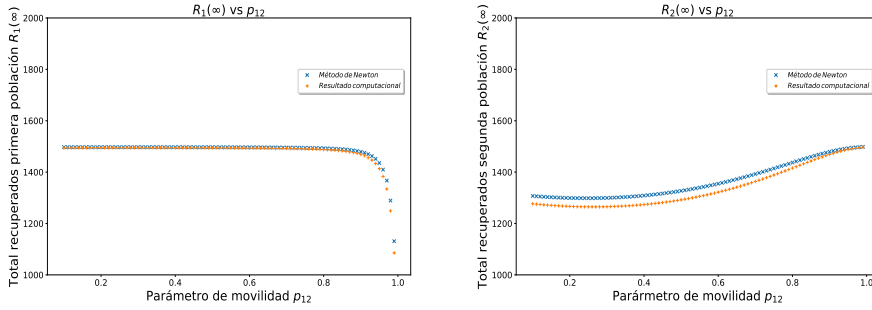 R₁(∞) vs p₁₂
Total recuperados primera población R₁(∞)
2000
1800
1600
1400
1200
1000
0.2
0.4
0.6
0.8
1.0
Parámetro de movilidad p₁₂
Método de Newton
Resultado computacional
R₂(∞) vs p₁₂
Total recuperados segunda población R₂(∞)
2000
1800
1600
1400
1200
1000
0.2
0.4
0.6
0.8
1.0
Parármetro de movilidad p₁₂
Método de Newton
Resultado computacional